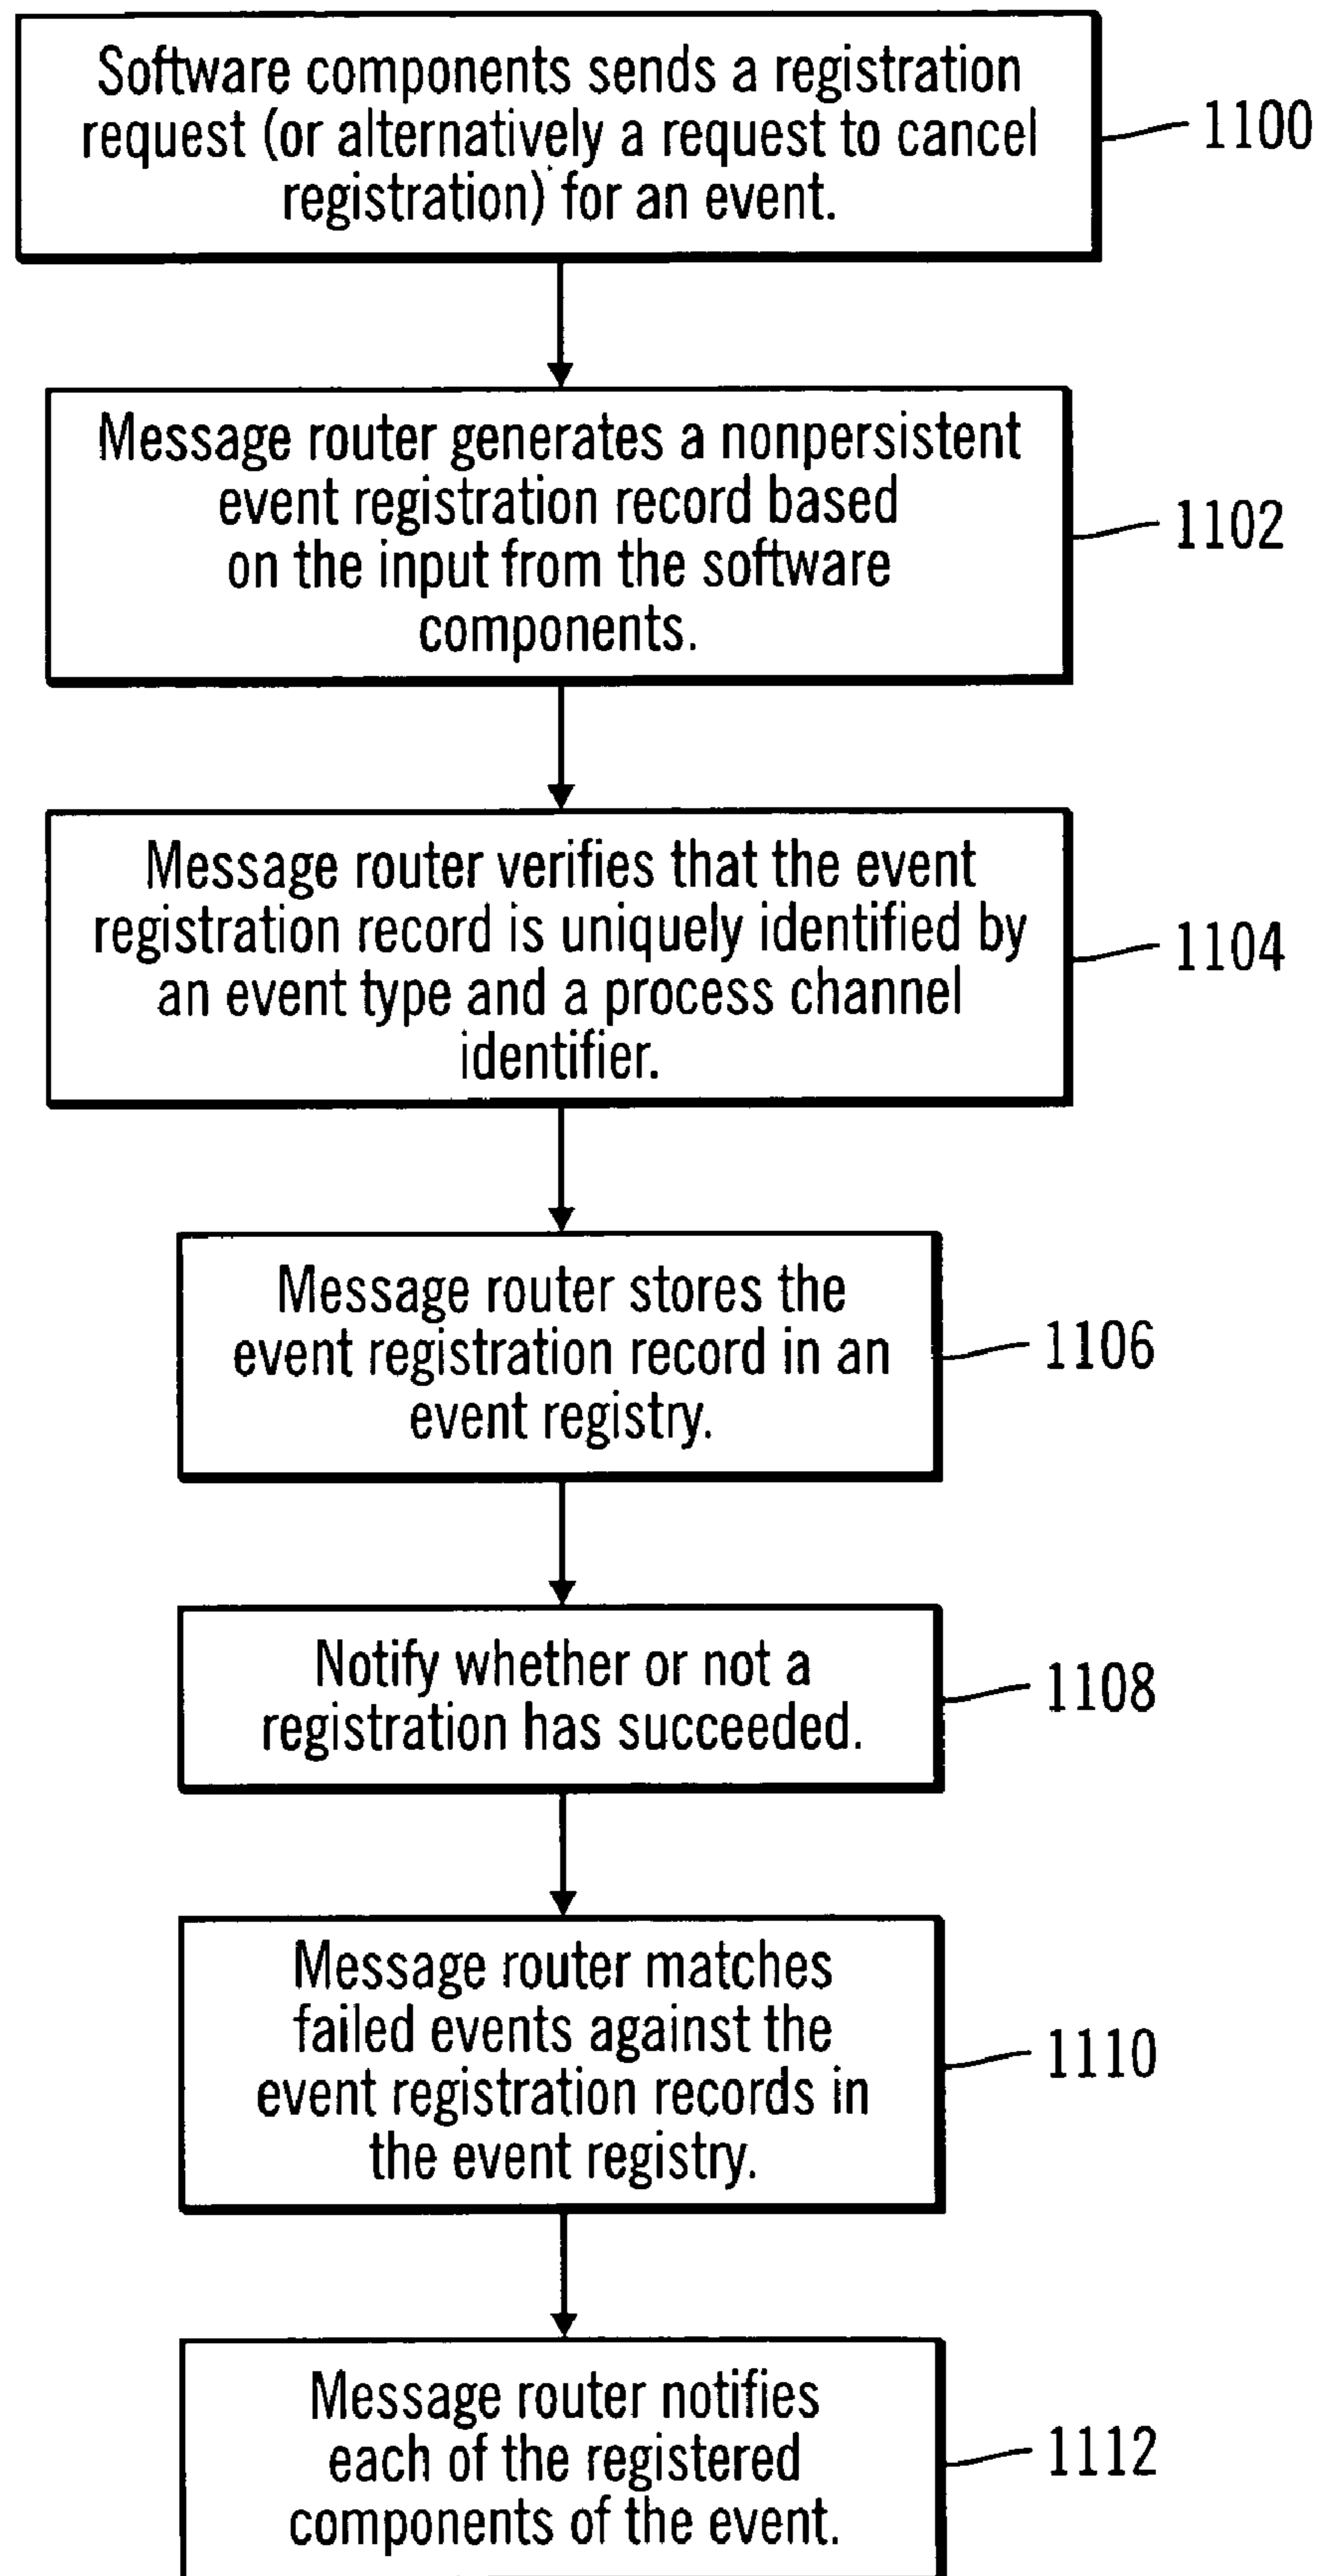 Software components sends a registration
request (or alternatively a request to cancel
registration) for an event.
1100
Message router generates a nonpersistent
event registration record based
on the input from the software
components.
1102
Message router verifies that the event
registration record is uniquely identified by
an event type and a process channel
identifier.
1104
Message router stores the
event registration record in an
event registry.
1106
Notify whether or not a
registration has succeeded.
1108
Message router matches
failed events against the
event registration records in
the event registry.
1110
Message router notifies
each of the registered
components of the event.
1112